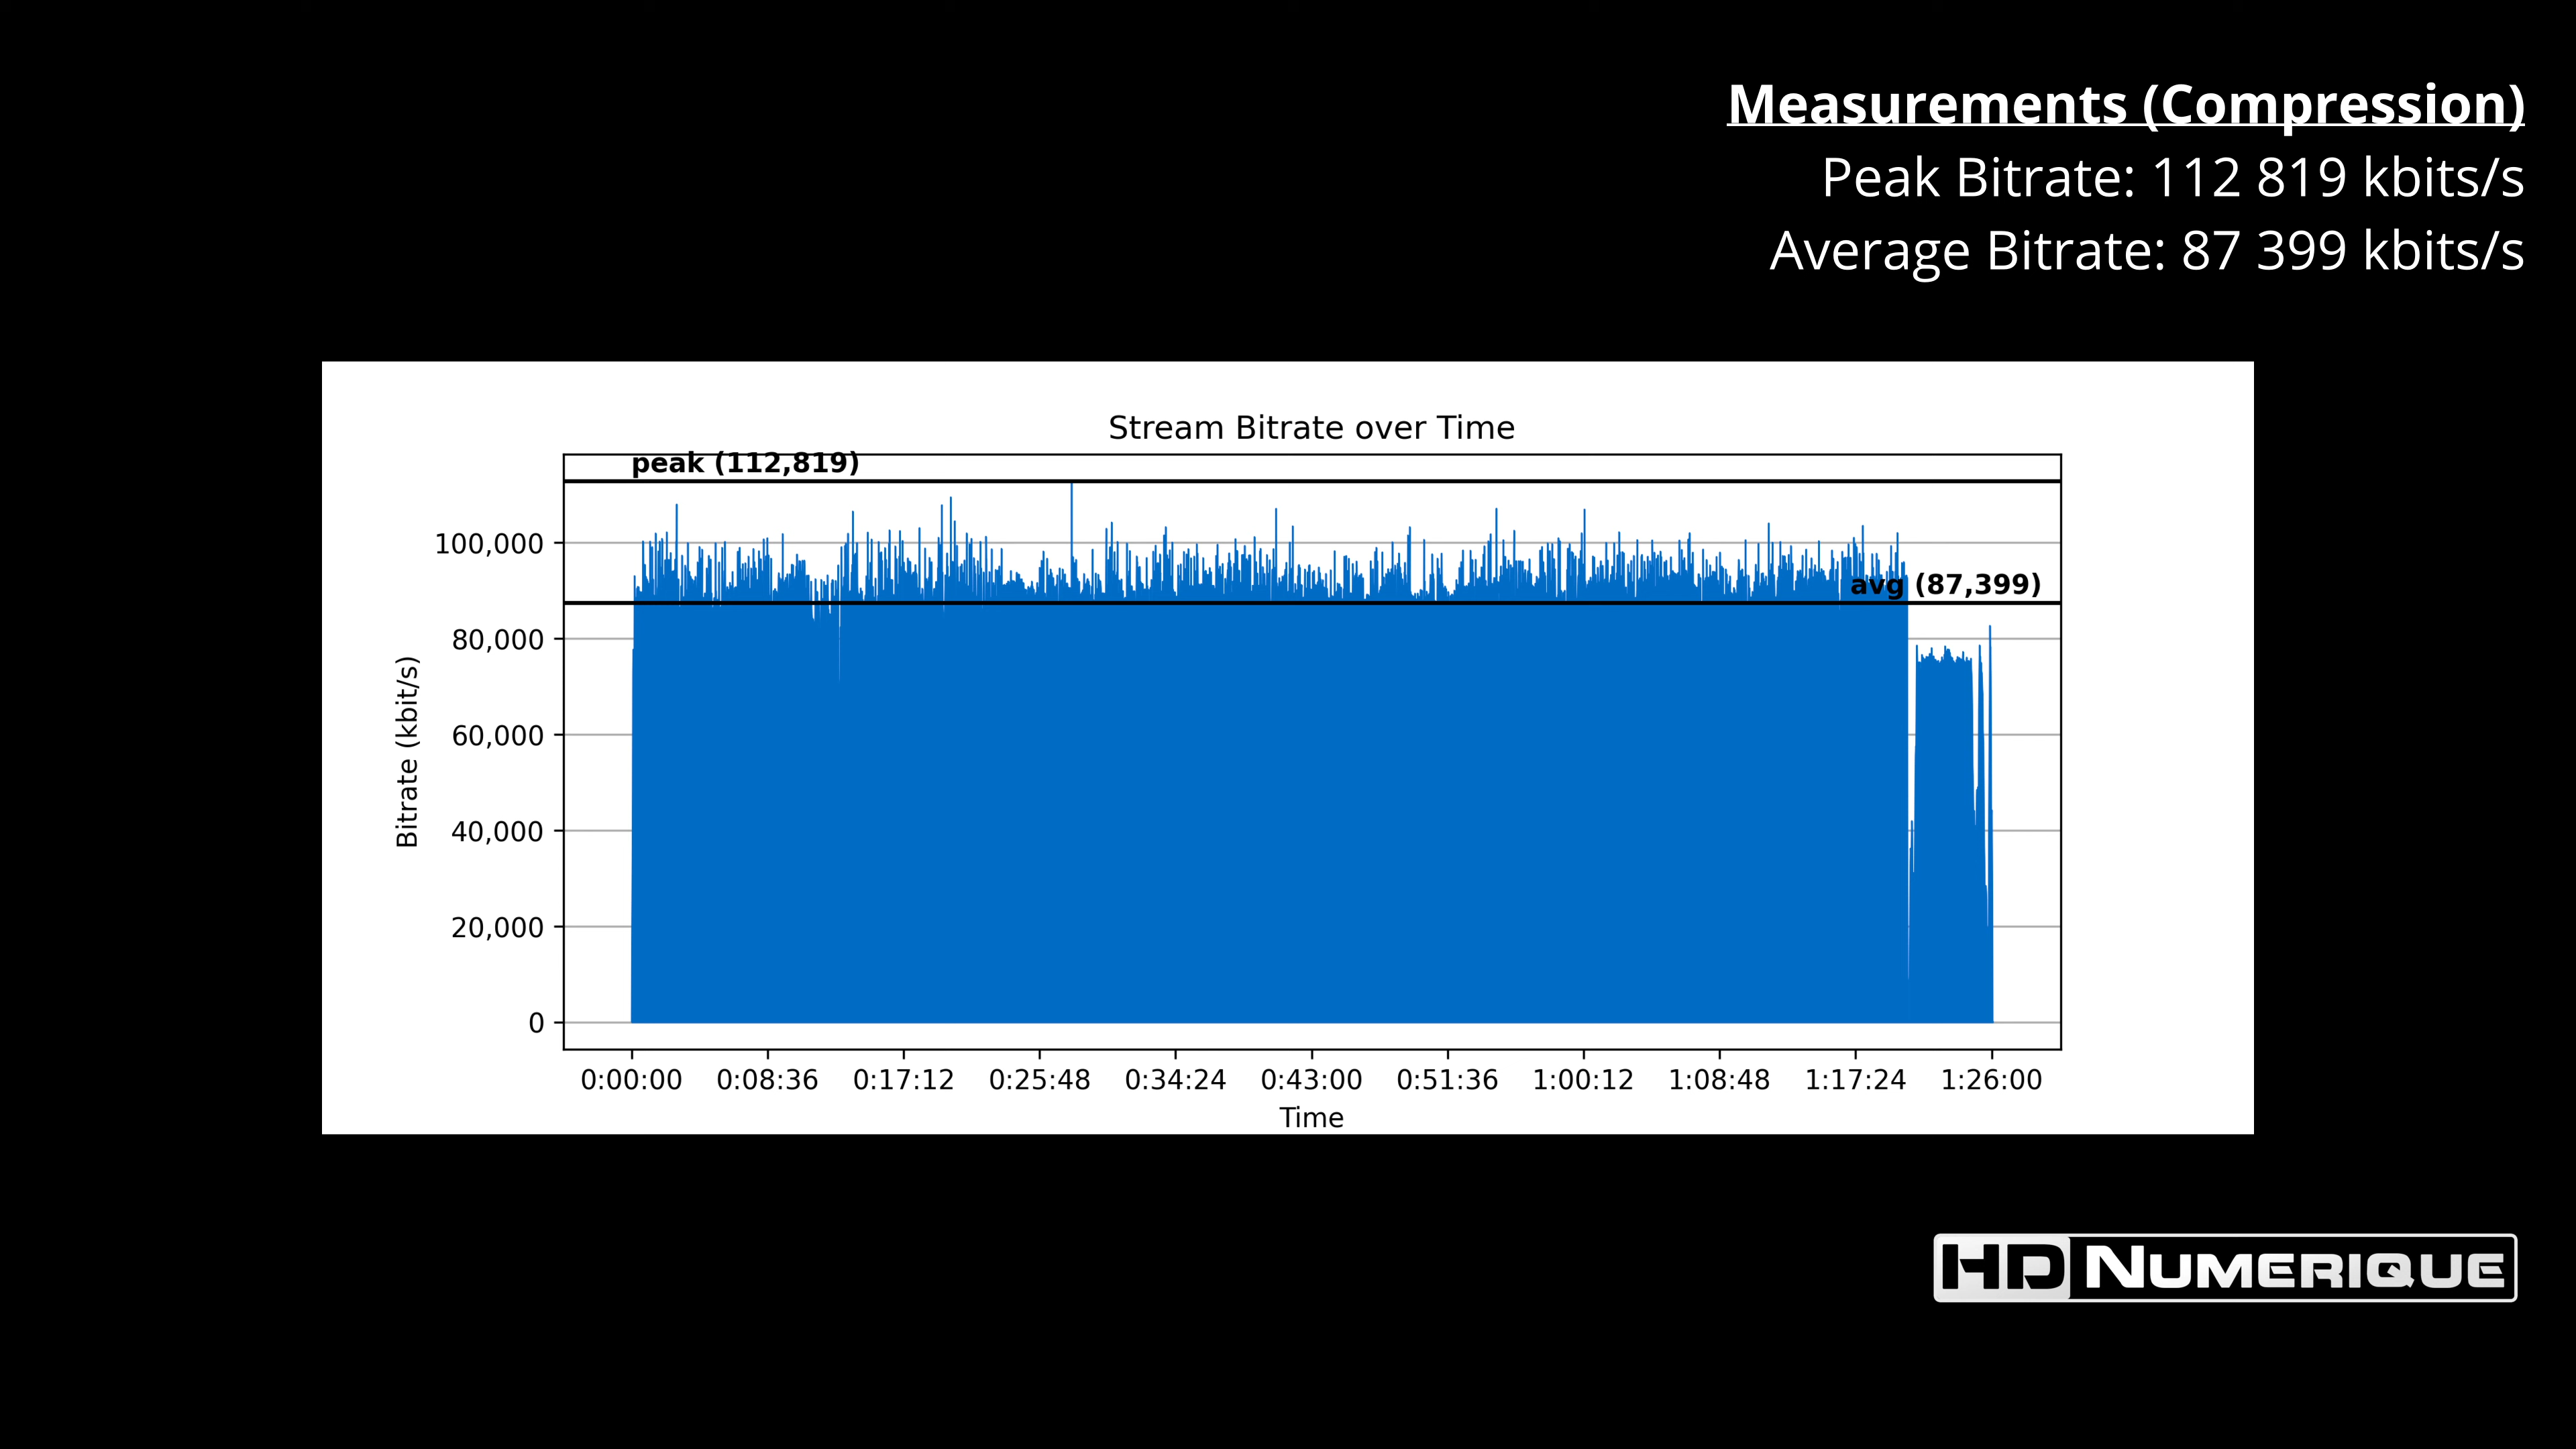 Measurements (Compression)
Peak Bitrate: 112 819 kbits/s
Average Bitrate: 87 399 kbits/s
Stream Bitrate over Time
peak (112,819)
avg (87,399)
Bitrate (kbit/s)
100,000
80,000
60,000
40,000
20,000
0
0:00:00 0:08:36 0:17:12 0:25:48 0:34:24 0:43:00 0:51:36 1:00:12 1:08:48 1:17:24 1:26:00
Time
HD NUMERIQUE